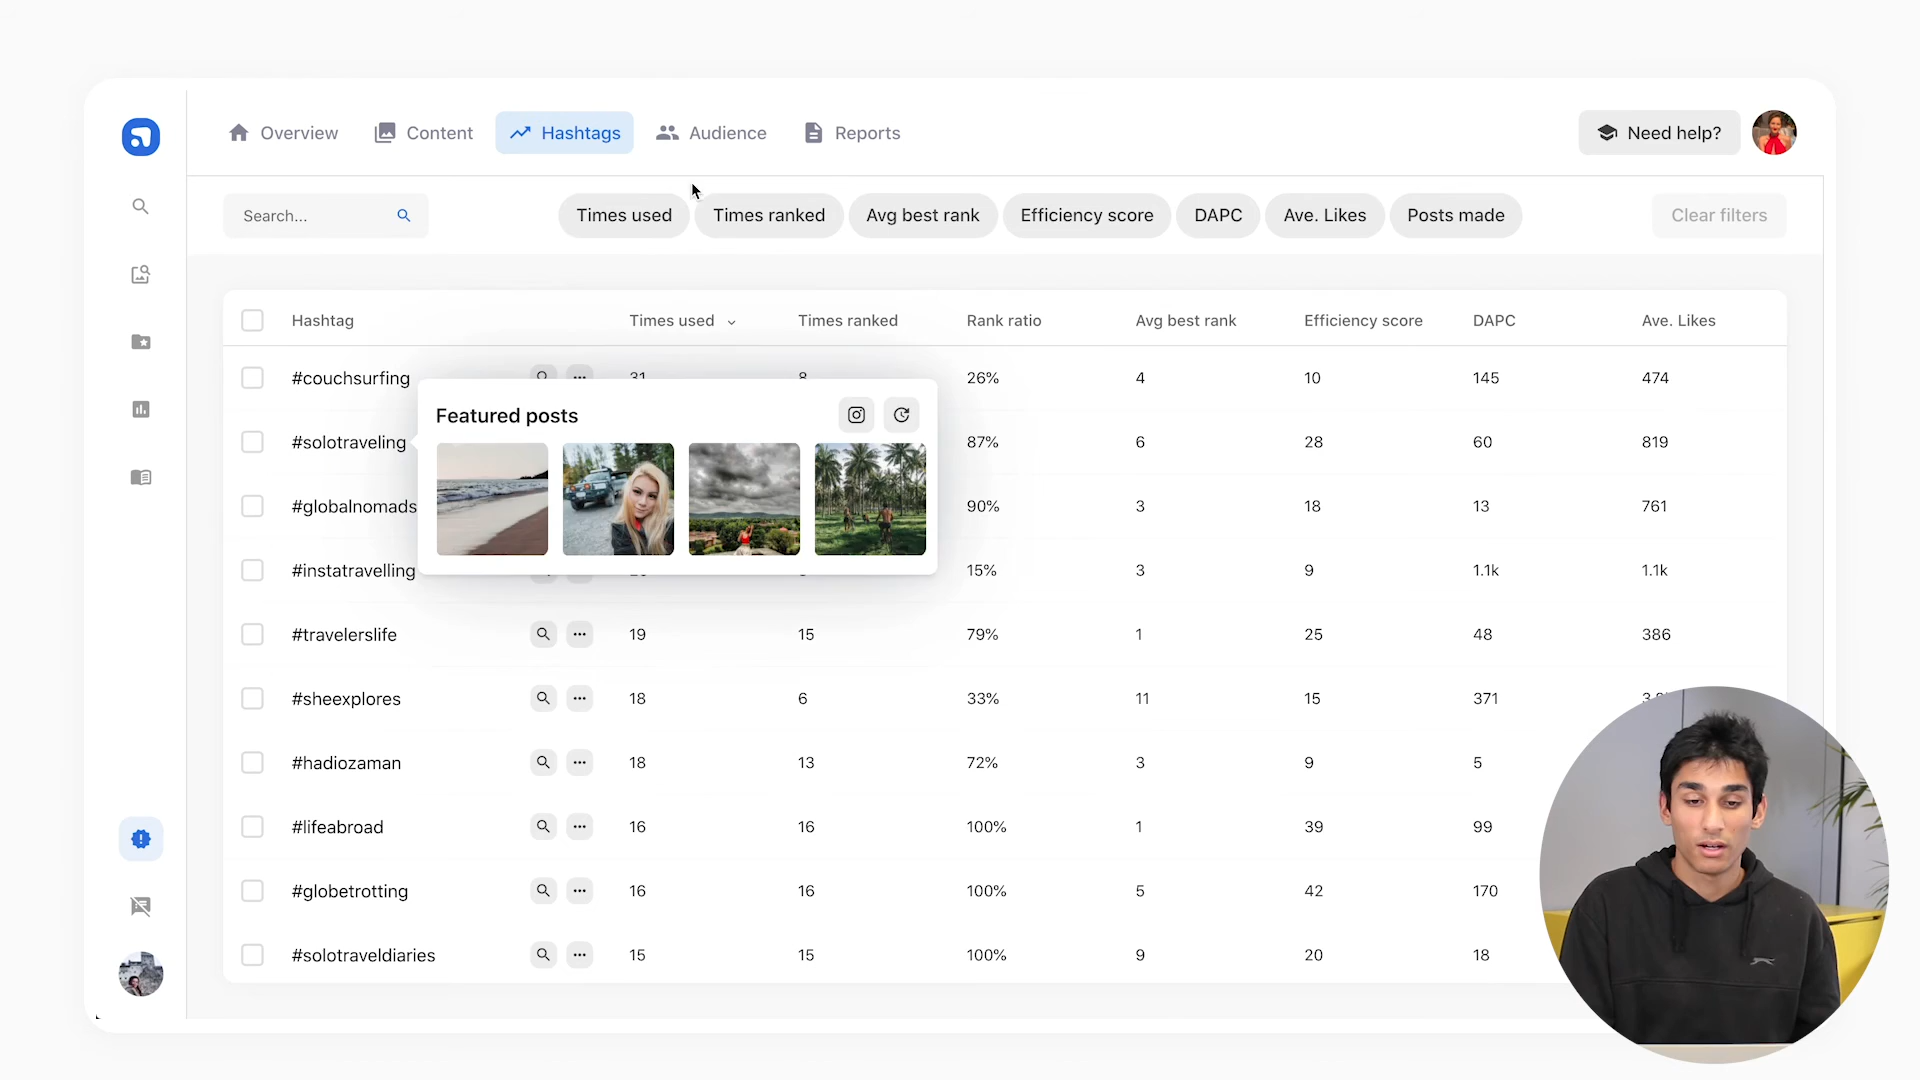 Overview Content Hashtags Audience Reports Need help?
Search... Times used Times ranked Avg best rank Efficiency score DAPC Ave. Likes Posts made Clear filters
Hashtag Times used Times ranked Rank ratio Avg best rank Efficiency score DAPC Ave. Likes
#couchsurfing 31 8 26% 4 10 145 474
Featured posts
#solotraveling 87% 6 28 60 819
#globalnomads 90% 3 18 13 761
#instatravelling 15% 3 9 1.1k 1.1k
#travelerslife 19 15 79% 1 25 48 386
#sheexplores 18 6 33% 11 15 371
#hadiozaman 18 13 72% 3 9 5
#lifeabroad 16 16 100% 1 39 99
#globetrotting 16 16 100% 5 42 170
#solotraveldiaries 15 15 100% 9 20 18